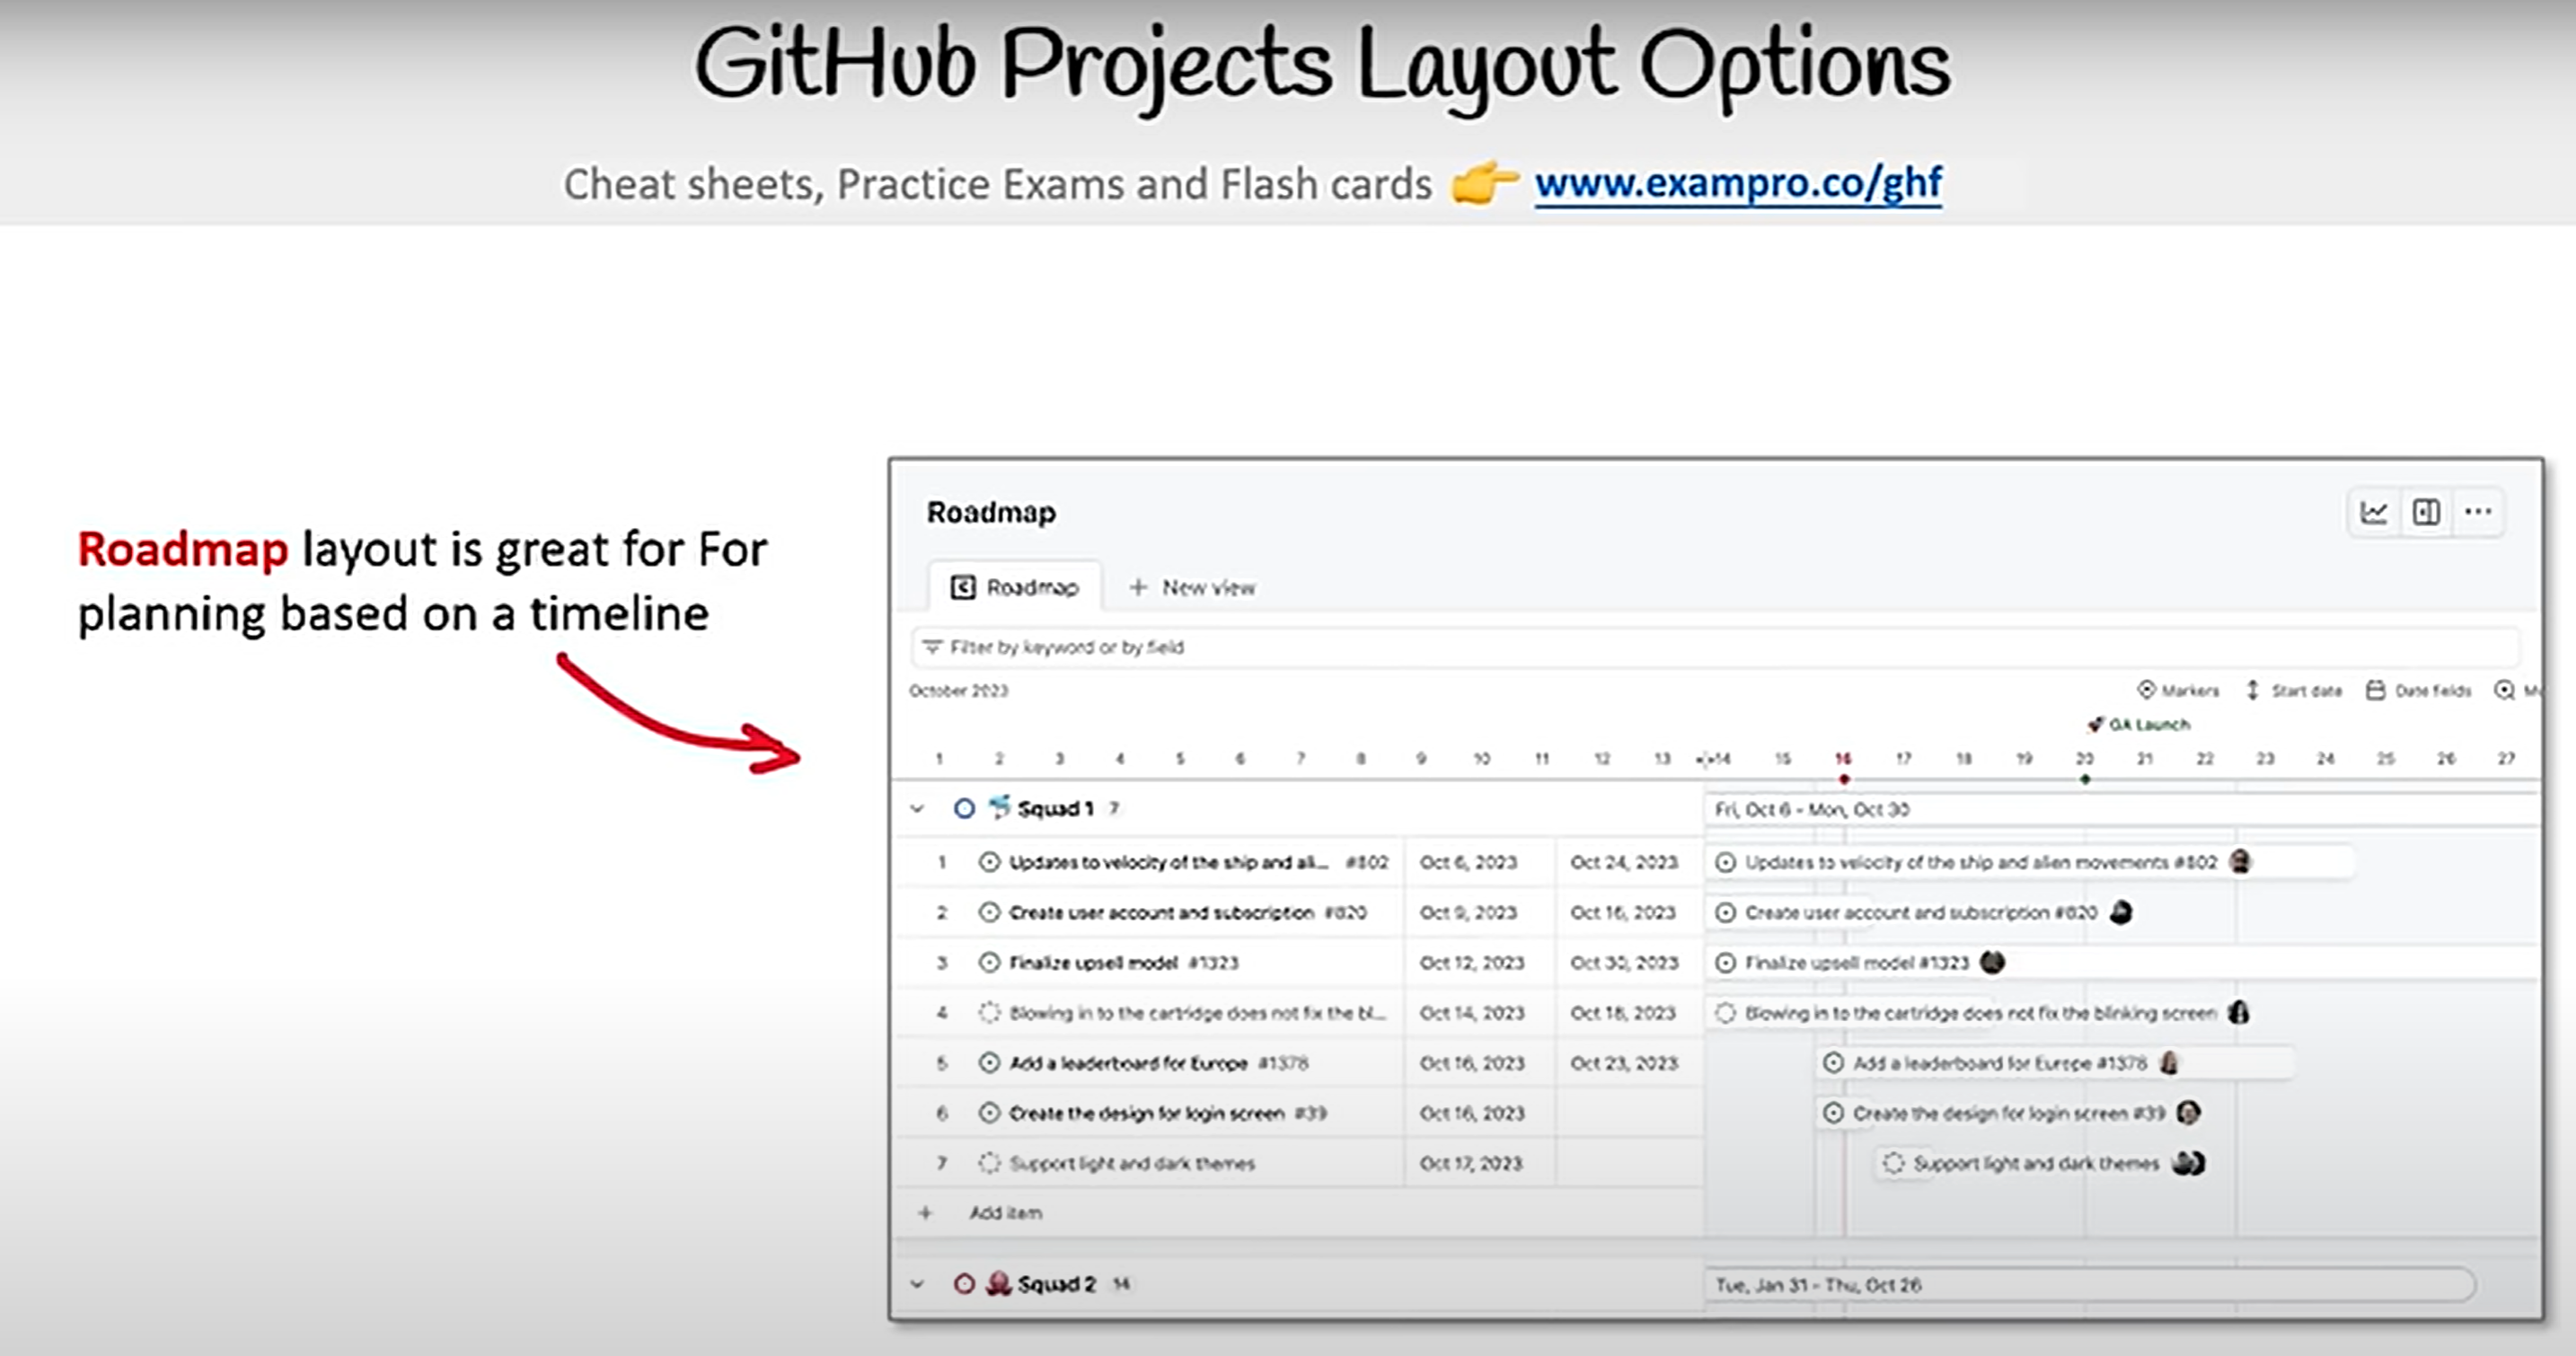 GitHub Projects Layout Options
Cheat sheets, Practice Exams and Flash cards 👉 www.exampro.co/ghf
Roadmap layout is great for For
planning based on a timeline
Roadmap
Roadmap + New view
Filter by keyword or by field
October 2023 Markers Start date Date fields
GA Launch
1 2 3 4 5 6 7 8 9 10 11 12 13 14 15 16 17 18 19 20 21 22 23 24 25 26 27
Squad 1 7 Fri, Oct 6 - Mon, Oct 30
1 Updates to velocity of the ship and ali... #802 Oct 6, 2023 Oct 24, 2023 Updates to velocity of the ship and alien movements #802
2 Create user account and subscription #820 Oct 9, 2023 Oct 16, 2023 Create user account and subscription #820
3 Finalize upsell model #1323 Oct 12, 2023 Oct 30, 2023 Finalize upsell model #1323
4 Blowing in to the cartridge does not fix the bl... Oct 14, 2023 Oct 18, 2023 Blowing in to the cartridge does not fix the blinking screen
5 Add a leaderboard for Europe #1378 Oct 16, 2023 Oct 23, 2023 Add a leaderboard for Europe #1378
6 Create the design for login screen #39 Oct 16, 2023 Create the design for login screen #39
7 Support light and dark themes Oct 17, 2023 Support light and dark themes
+ Add item
Squad 2 14 Tue, Jan 31 - Thu, Oct 26